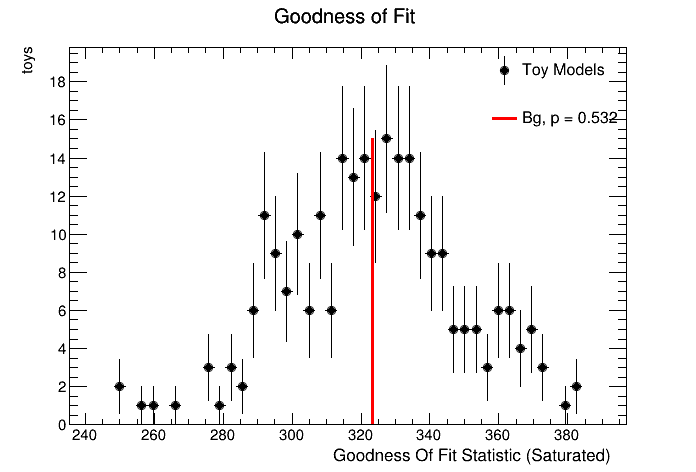 Goodness of Fit
toys
Toy Models
Bg, p = 0.532
18
16
14
12
10
8
6
4
2
0
240 260 280 300 320 340 360 380
Goodness Of Fit Statistic (Saturated)